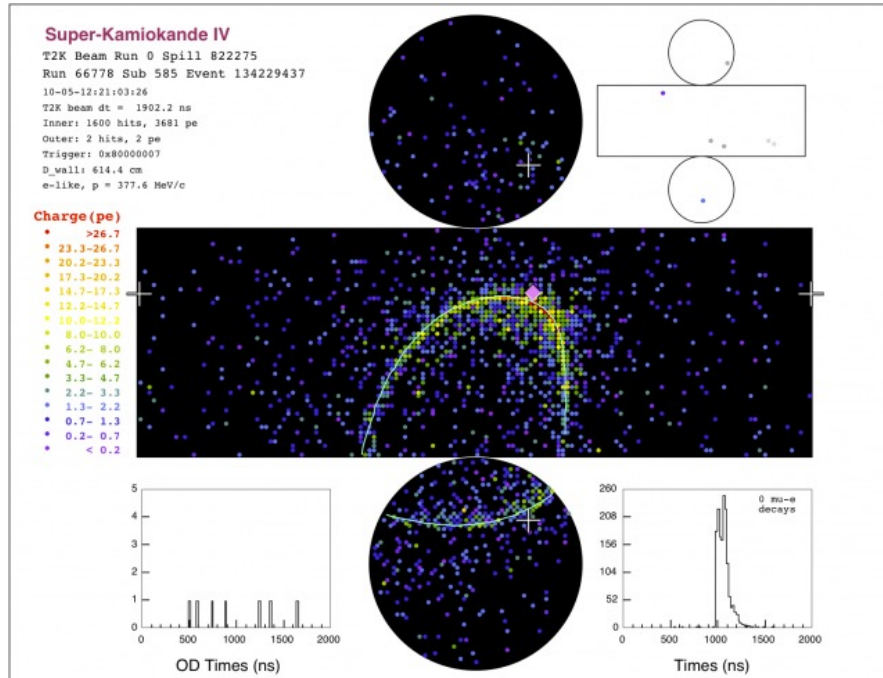 Super-Kamiokande IV
T2K Beam Run 0 Spill 822275
Run 66778 Sub 585 Event 134229437
10-05-12:21:03:26
T2K beam dt = 1902.2 ns
Inner: 1600 hits, 3681 pe
Outer: 2 hits, 2 pe
Trigger: 0x80000007
D_wall: 614.4 cm
e-like, p = 377.6 MeV/c
Charge(pe)
>26.7
23.3-26.7
20.2-23.3
17.3-20.2
14.7-17.3
12.2-14.7
10.0-12.2
8.0-10.0
6.2- 8.0
4.7- 6.2
3.3- 4.7
2.2- 3.3
1.3- 2.2
0.7- 1.3
0.2- 0.7
< 0.2
5
4
3
2
1
0
0 500 1000 1500 2000
OD Times (ns)
260
208
156
104
52
0
0 mu-e
decays
0 500 1000 1500 2000
Times (ns)